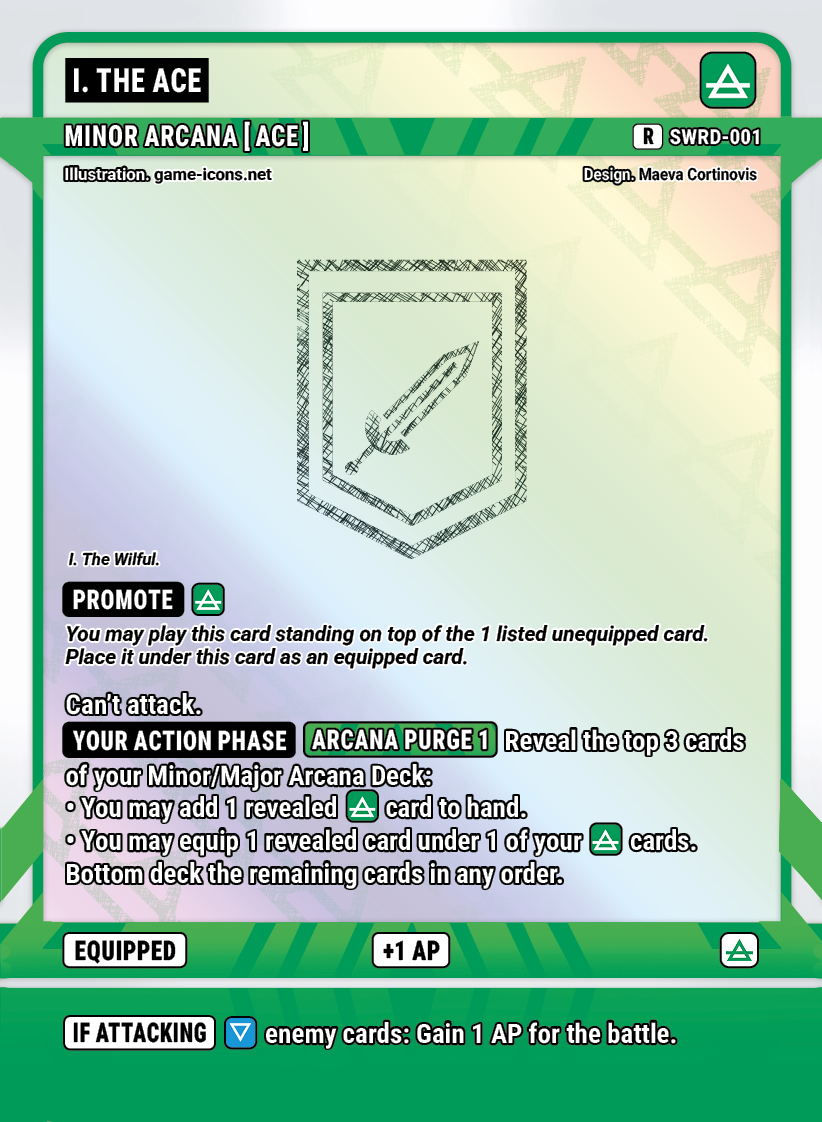 I. THE ACE
MINOR ARCANA [ ACE ]
R SWRD-001
Illustration. game-icons.net
Design. Maeva Cortinovis
I. The Wilful.
PROMOTE
You may play this card standing on top of the 1 listed unequipped card.
Place it under this card as an equipped card.
Can't attack.
YOUR ACTION PHASE ARCANA PURGE 1 Reveal the top 3 cards
of your Minor/Major Arcana Deck:
• You may add 1 revealed card to hand.
• You may equip 1 revealed card under 1 of your cards.
Bottom deck the remaining cards in any order.
EQUIPPED
+1 AP
IF ATTACKING enemy cards: Gain 1 AP for the battle.